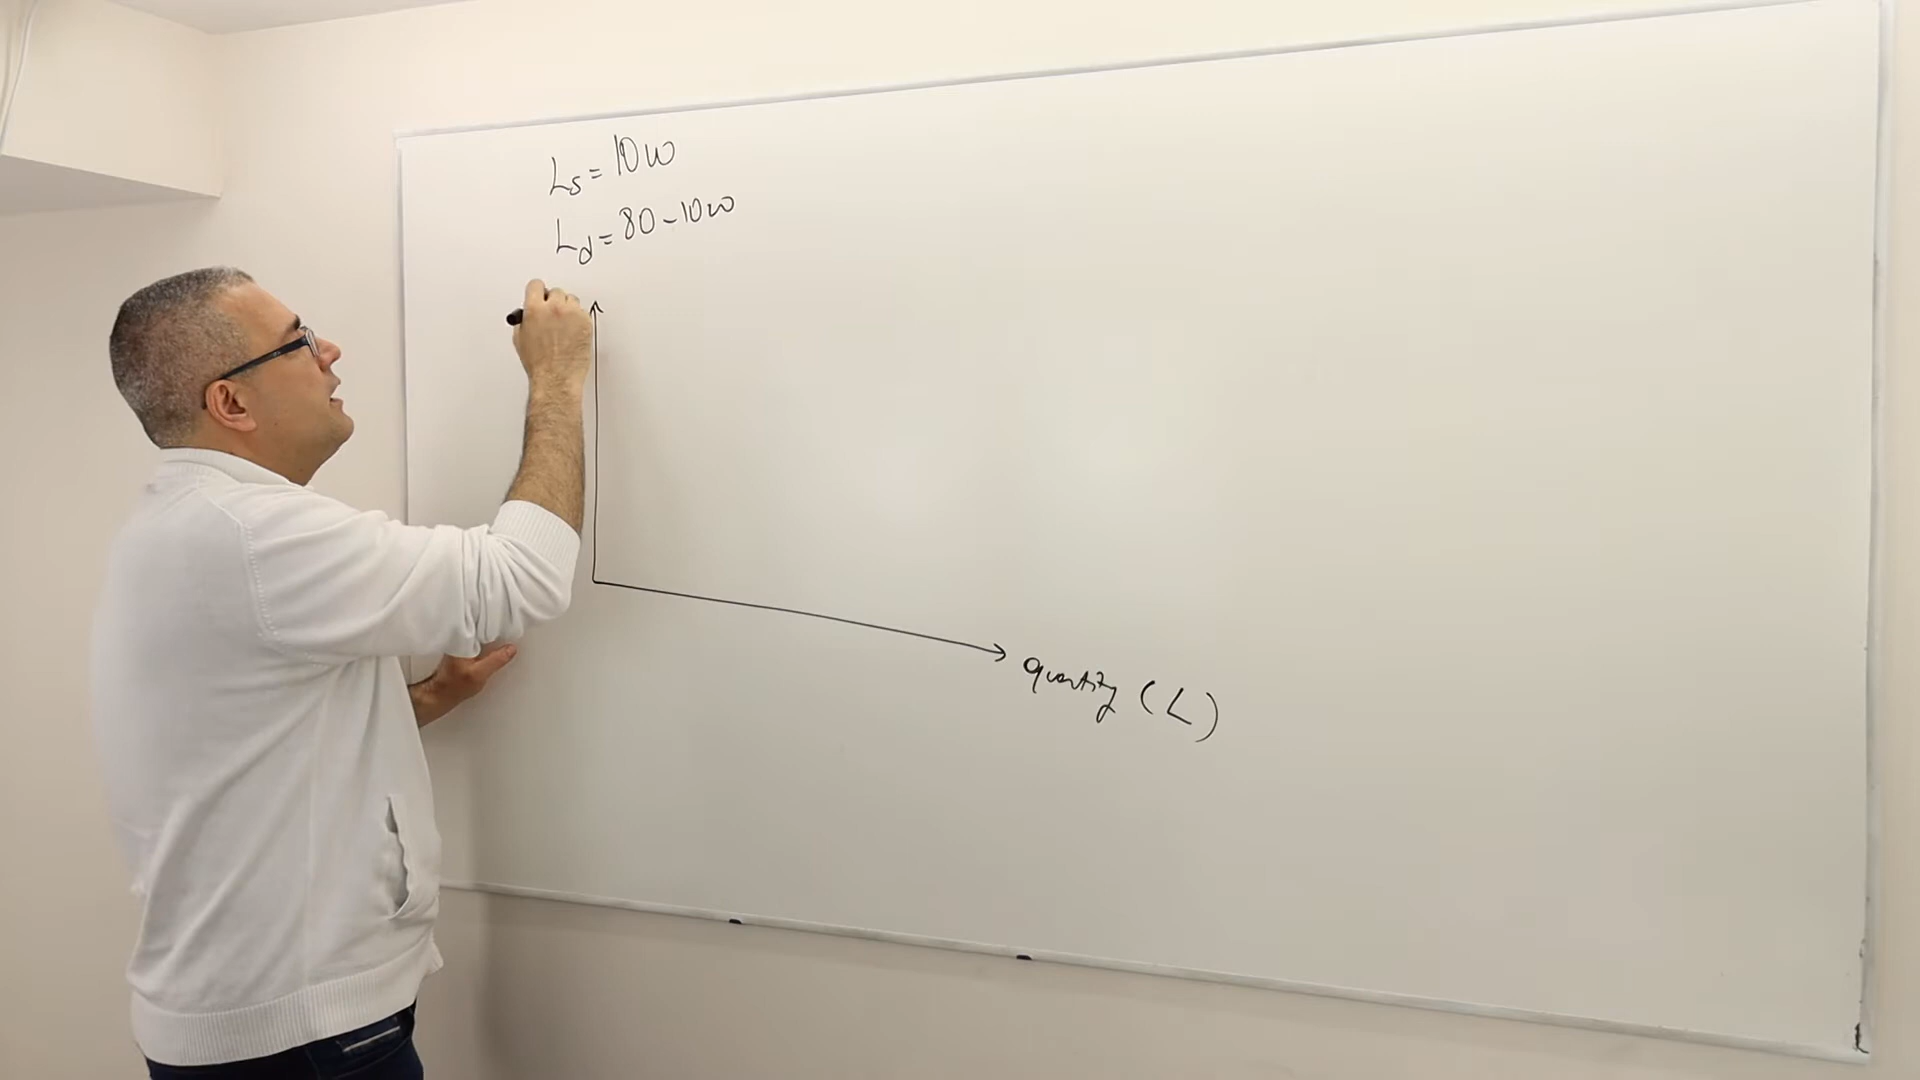 Ls = 10w
Ld = 80 - 10w
quantity (L)